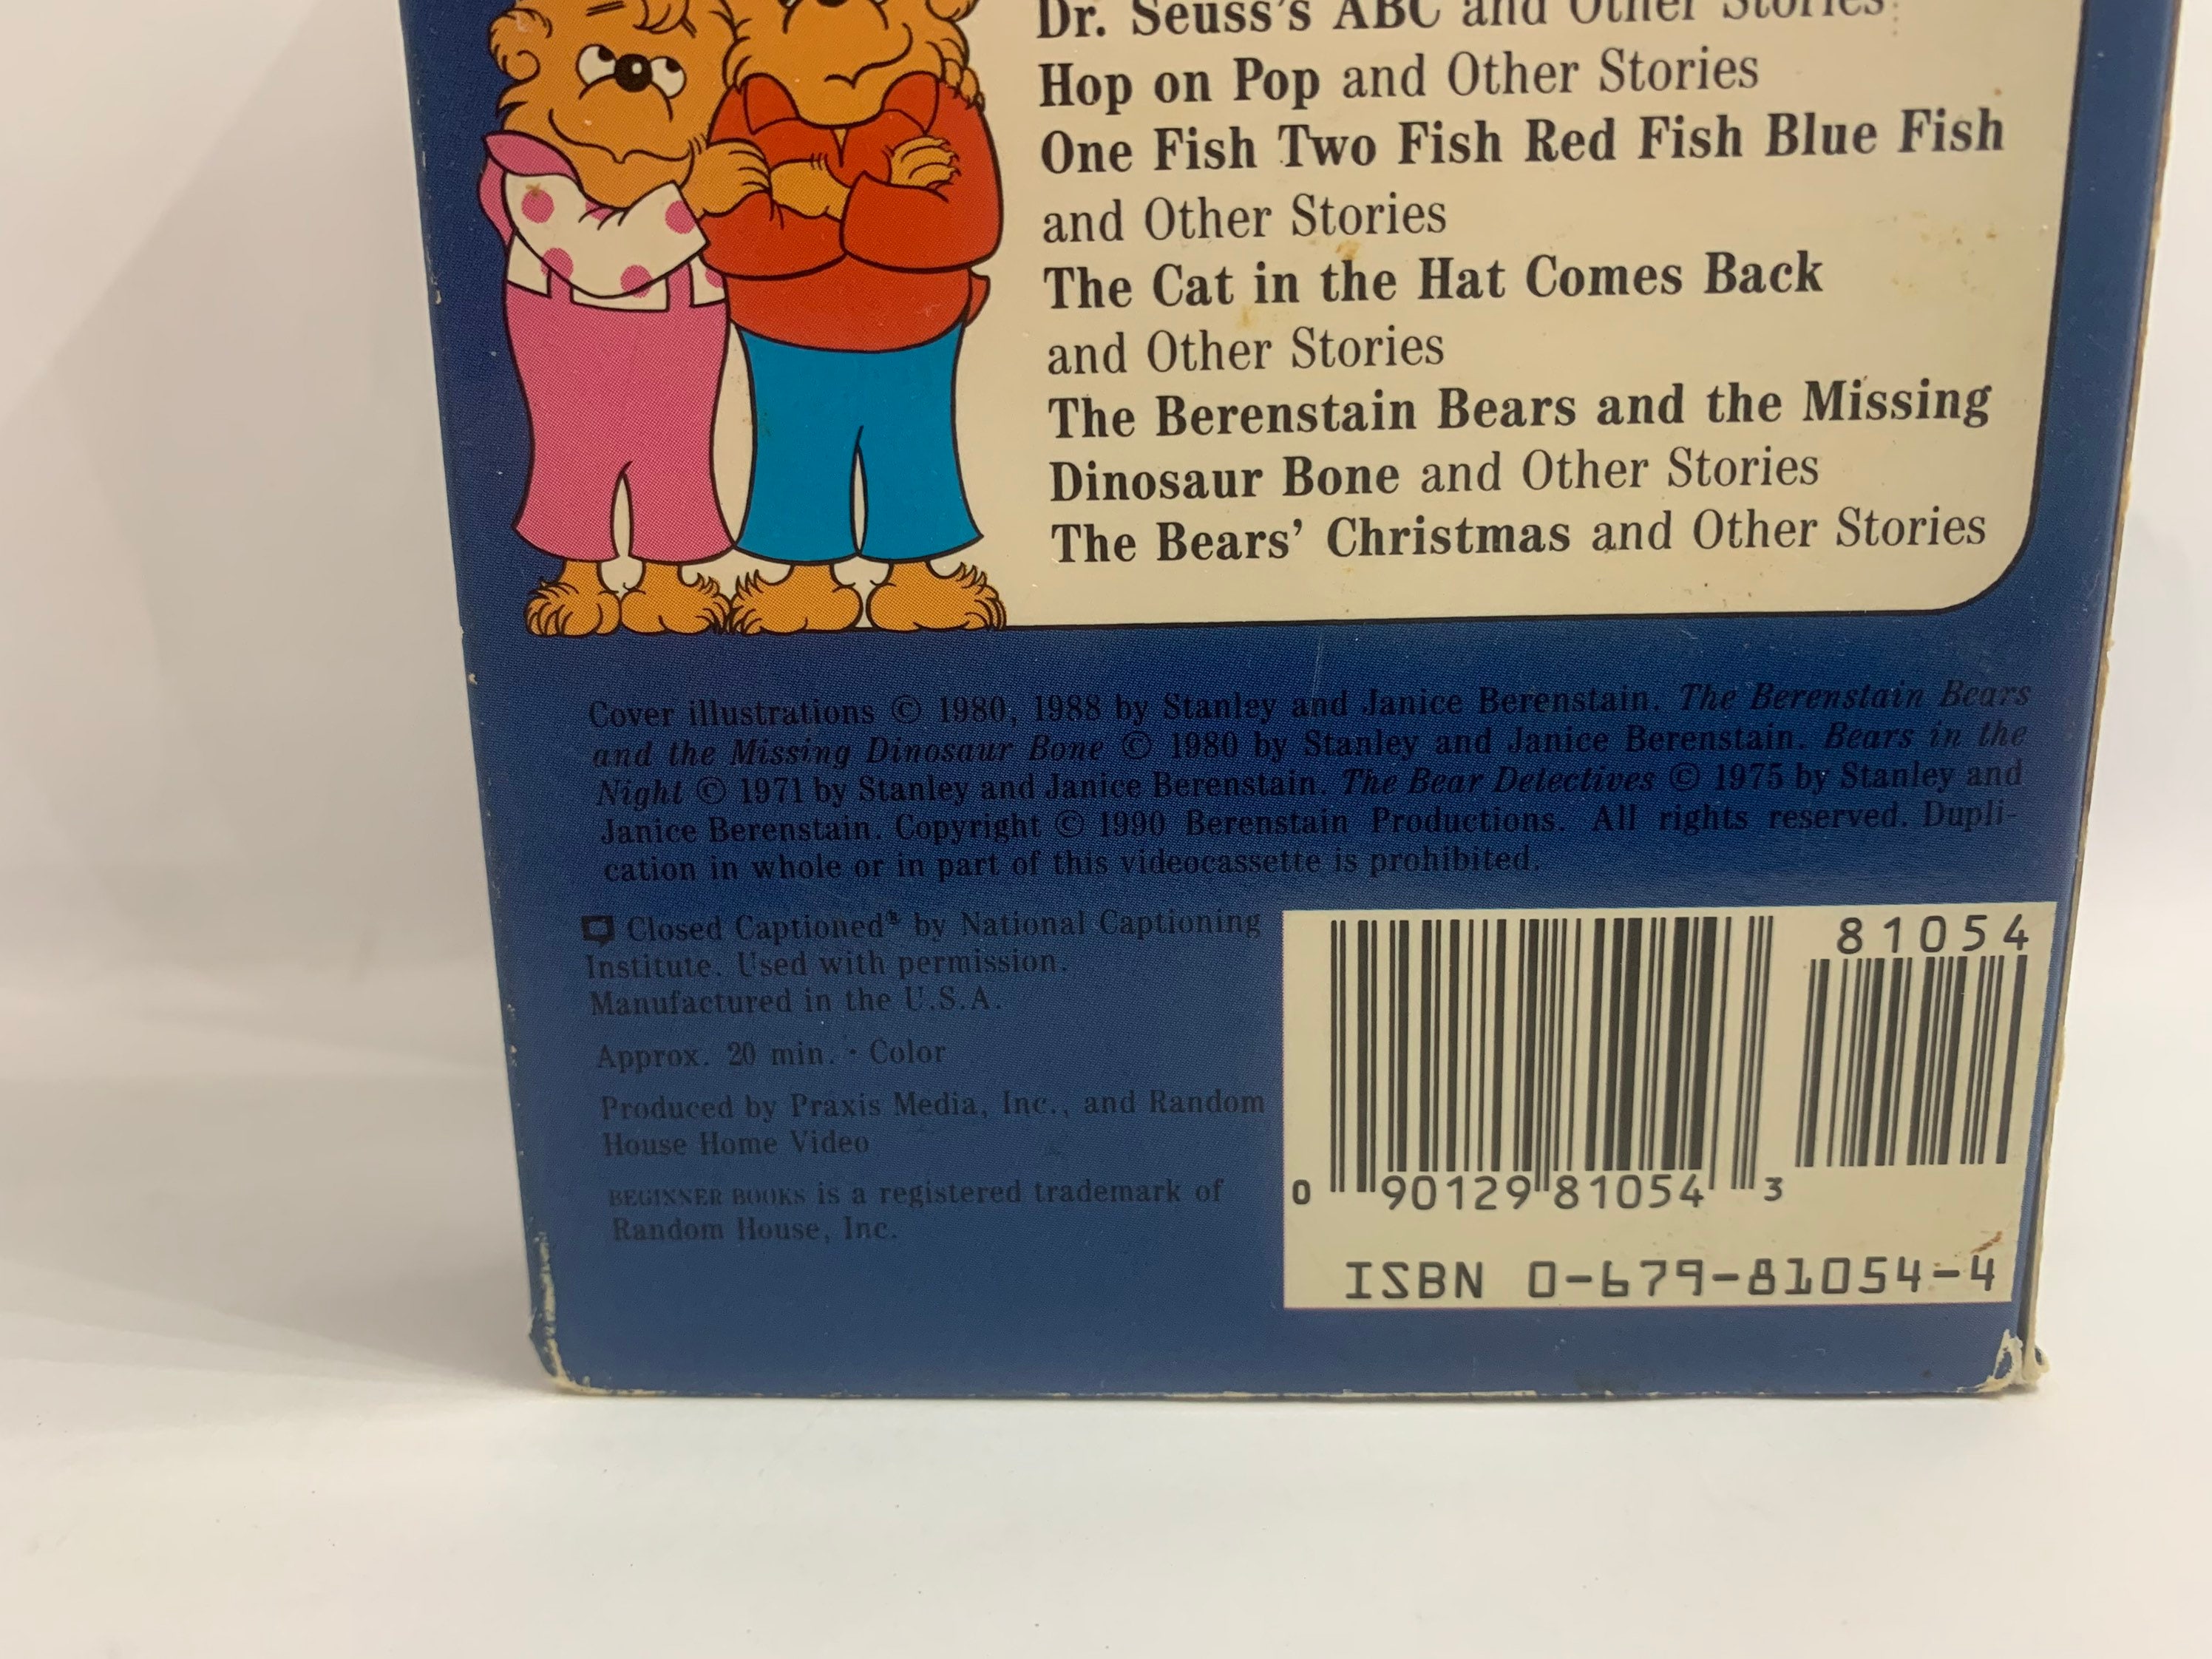 Dr. Seuss's ABC and Other Stories
Hop on Pop and Other Stories
One Fish Two Fish Red Fish Blue Fish
and Other Stories
The Cat in the Hat Comes Back
and Other Stories
The Berenstain Bears and the Missing
Dinosaur Bone and Other Stories
The Bears' Christmas and Other Stories
Cover illustrations © 1980, 1988 by Stanley and Janice Berenstain. The Berenstain Bears
and the Missing Dinosaur Bone © 1980 by Stanley and Janice Berenstain. Bears in the
Night © 1971 by Stanley and Janice Berenstain. The Bear Detectives © 1975 by Stanley and
Janice Berenstain. Copyright © 1990 Berenstain Productions. All rights reserved. Dupli-
cation in whole or in part of this videocassette is prohibited.
Closed Captioned® by National Captioning
Institute. Used with permission.
Manufactured in the U.S.A.
Approx. 20 min. · Color
Produced by Praxis Media, Inc., and Random
House Home Video
BEGINNER BOOKS is a registered trademark of
Random House, Inc.
81054
0 90129 81054 3
ISBN 0-679-81054-4